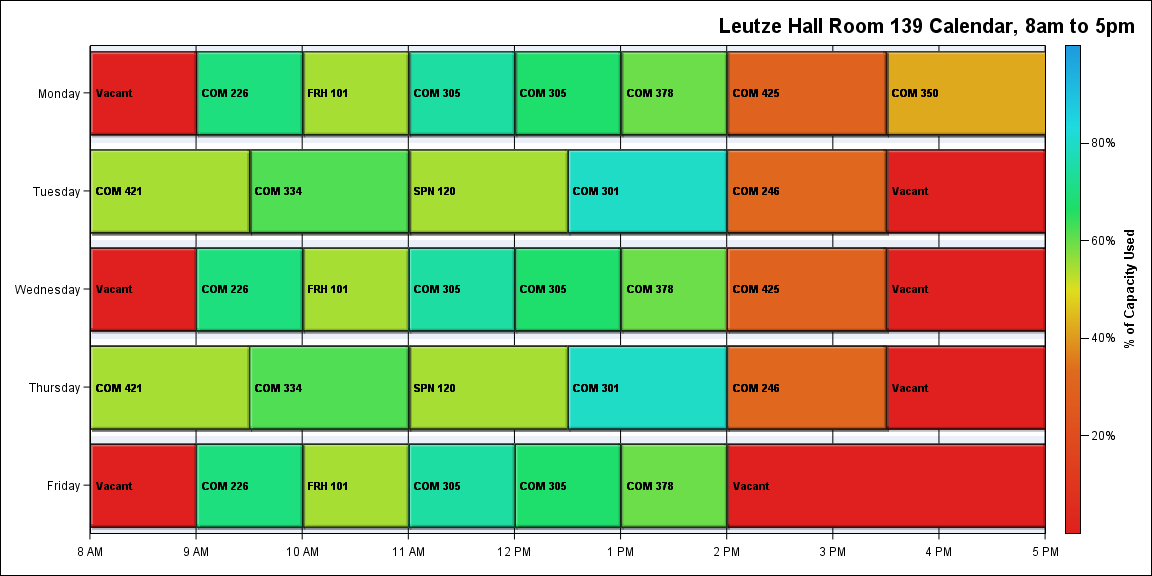 Leutze Hall Room 139 Calendar, 8am to 5pm
Monday
Vacant
COM 226
FRH 101
COM 305
COM 305
COM 378
COM 425
COM 350
Tuesday
COM 421
COM 334
SPN 120
COM 301
COM 246
Vacant
Wednesday
Vacant
COM 226
FRH 101
COM 305
COM 305
COM 378
COM 425
Vacant
Thursday
COM 421
COM 334
SPN 120
COM 301
COM 246
Vacant
Friday
Vacant
COM 226
FRH 101
COM 305
COM 305
COM 378
Vacant
8 AM
9 AM
10 AM
11 AM
12 PM
1 PM
2 PM
3 PM
4 PM
5 PM
80%
60%
40%
20%
% of Capacity Used